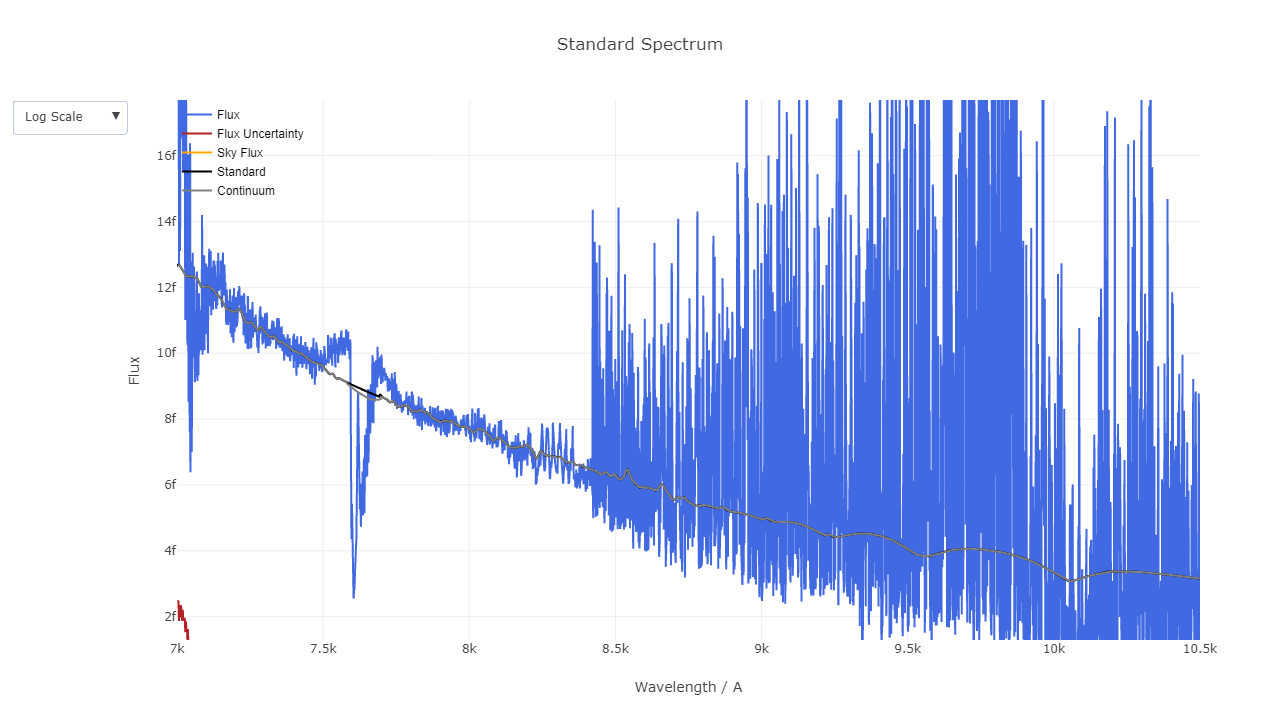 Standard Spectrum
Log Scale
Flux
Flux Uncertainty
Sky Flux
Standard
Continuum
16f
14f
12f
10f
8f
6f
4f
2f
Flux
7k 7.5k 8k 8.5k 9k 9.5k 10k 10.5k
Wavelength / A